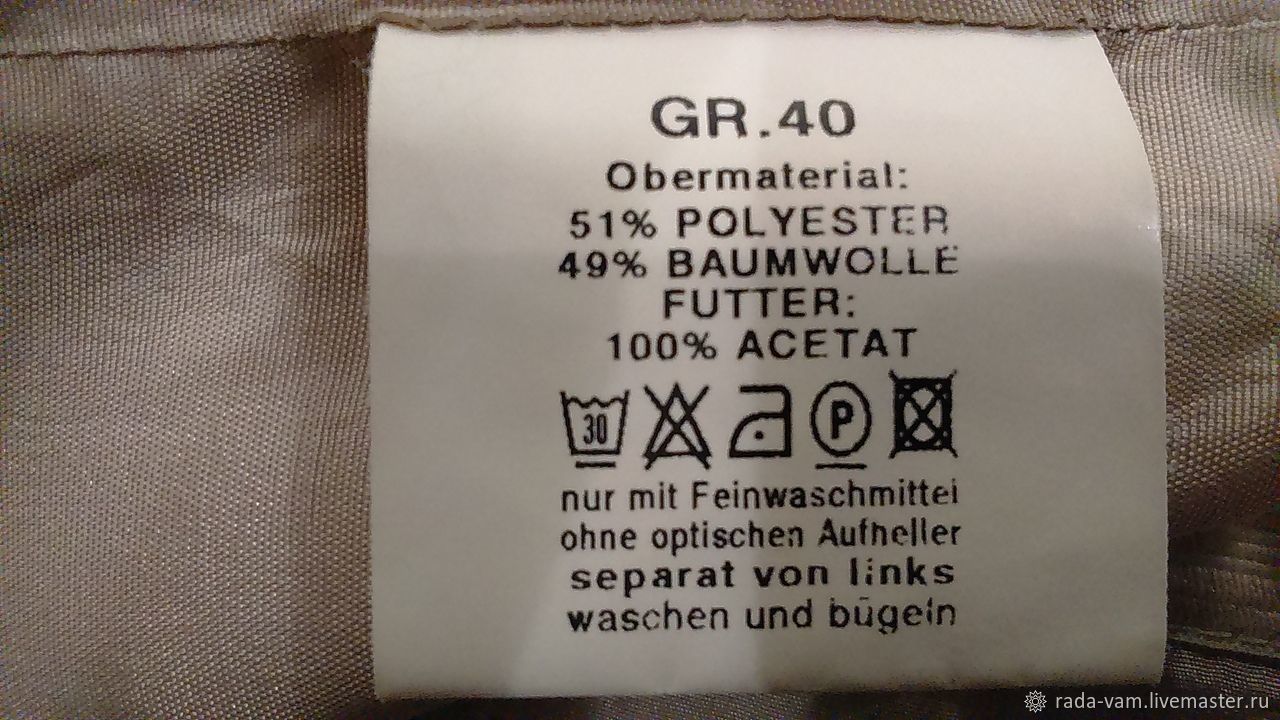 GR.40
Obermaterial:
51% POLYESTER
49% BAUMWOLLE
FUTTER:
100% ACETAT
30 P
nur mit Feinwaschmittel
ohne optischen Aufheller
separat von links
waschen und bügeln
rada-vam.livemaster.ru